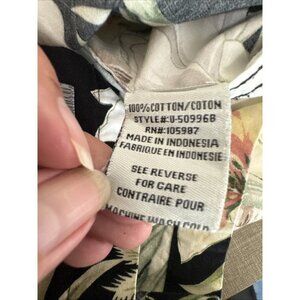 100%COTTON/COTON
STYLE#:U-50996B
RN#:105987
MADE IN INDONESIA
FABRIQUE EN INDONESIE
SEE REVERSE
FOR CARE
CONTRAIRE POUR
MACHINE WASH COLD